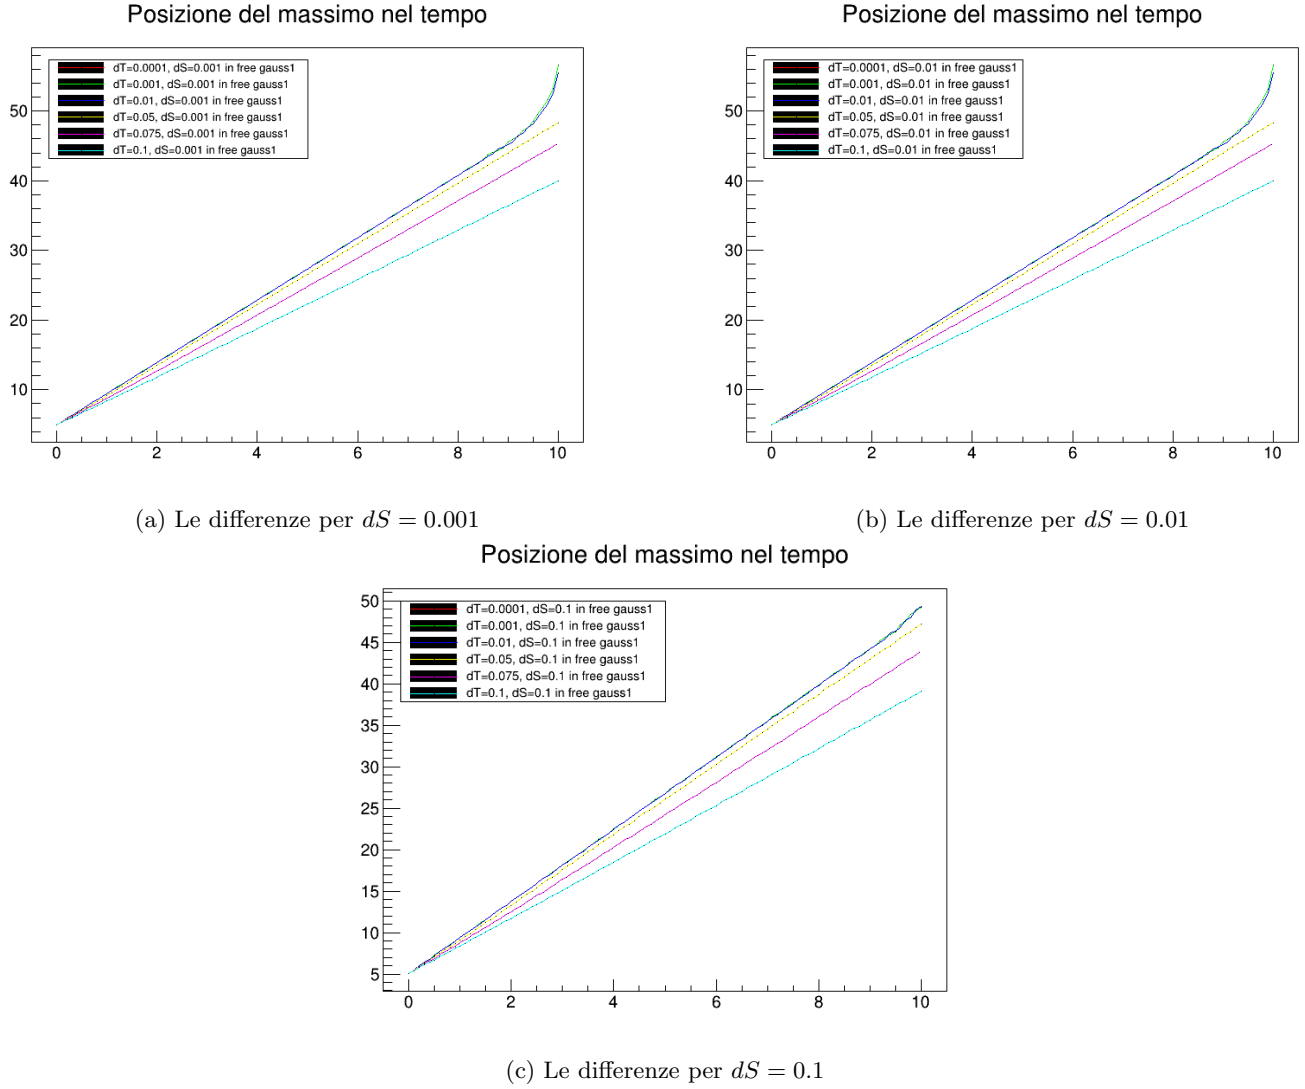 Posizione del massimo nel tempo
dT=0.0001, dS=0.001 in free gauss1
dT=0.001, dS=0.001 in free gauss1
dT=0.01, dS=0.001 in free gauss1
dT=0.05, dS=0.001 in free gauss1
dT=0.075, dS=0.001 in free gauss1
dT=0.1, dS=0.001 in free gauss1
50
40
30
20
10
0 2 4 6 8 10
(a) Le differenze per dS = 0.001
Posizione del massimo nel tempo
dT=0.0001, dS=0.01 in free gauss1
dT=0.001, dS=0.01 in free gauss1
dT=0.01, dS=0.01 in free gauss1
dT=0.05, dS=0.01 in free gauss1
dT=0.075, dS=0.01 in free gauss1
dT=0.1, dS=0.01 in free gauss1
50
40
30
20
10
0 2 4 6 8 10
(b) Le differenze per dS = 0.01
Posizione del massimo nel tempo
dT=0.0001, dS=0.1 in free gauss1
dT=0.001, dS=0.1 in free gauss1
dT=0.01, dS=0.1 in free gauss1
dT=0.05, dS=0.1 in free gauss1
dT=0.075, dS=0.1 in free gauss1
dT=0.1, dS=0.1 in free gauss1
50
45
40
35
30
25
20
15
10
5
0 2 4 6 8 10
(c) Le differenze per dS = 0.1